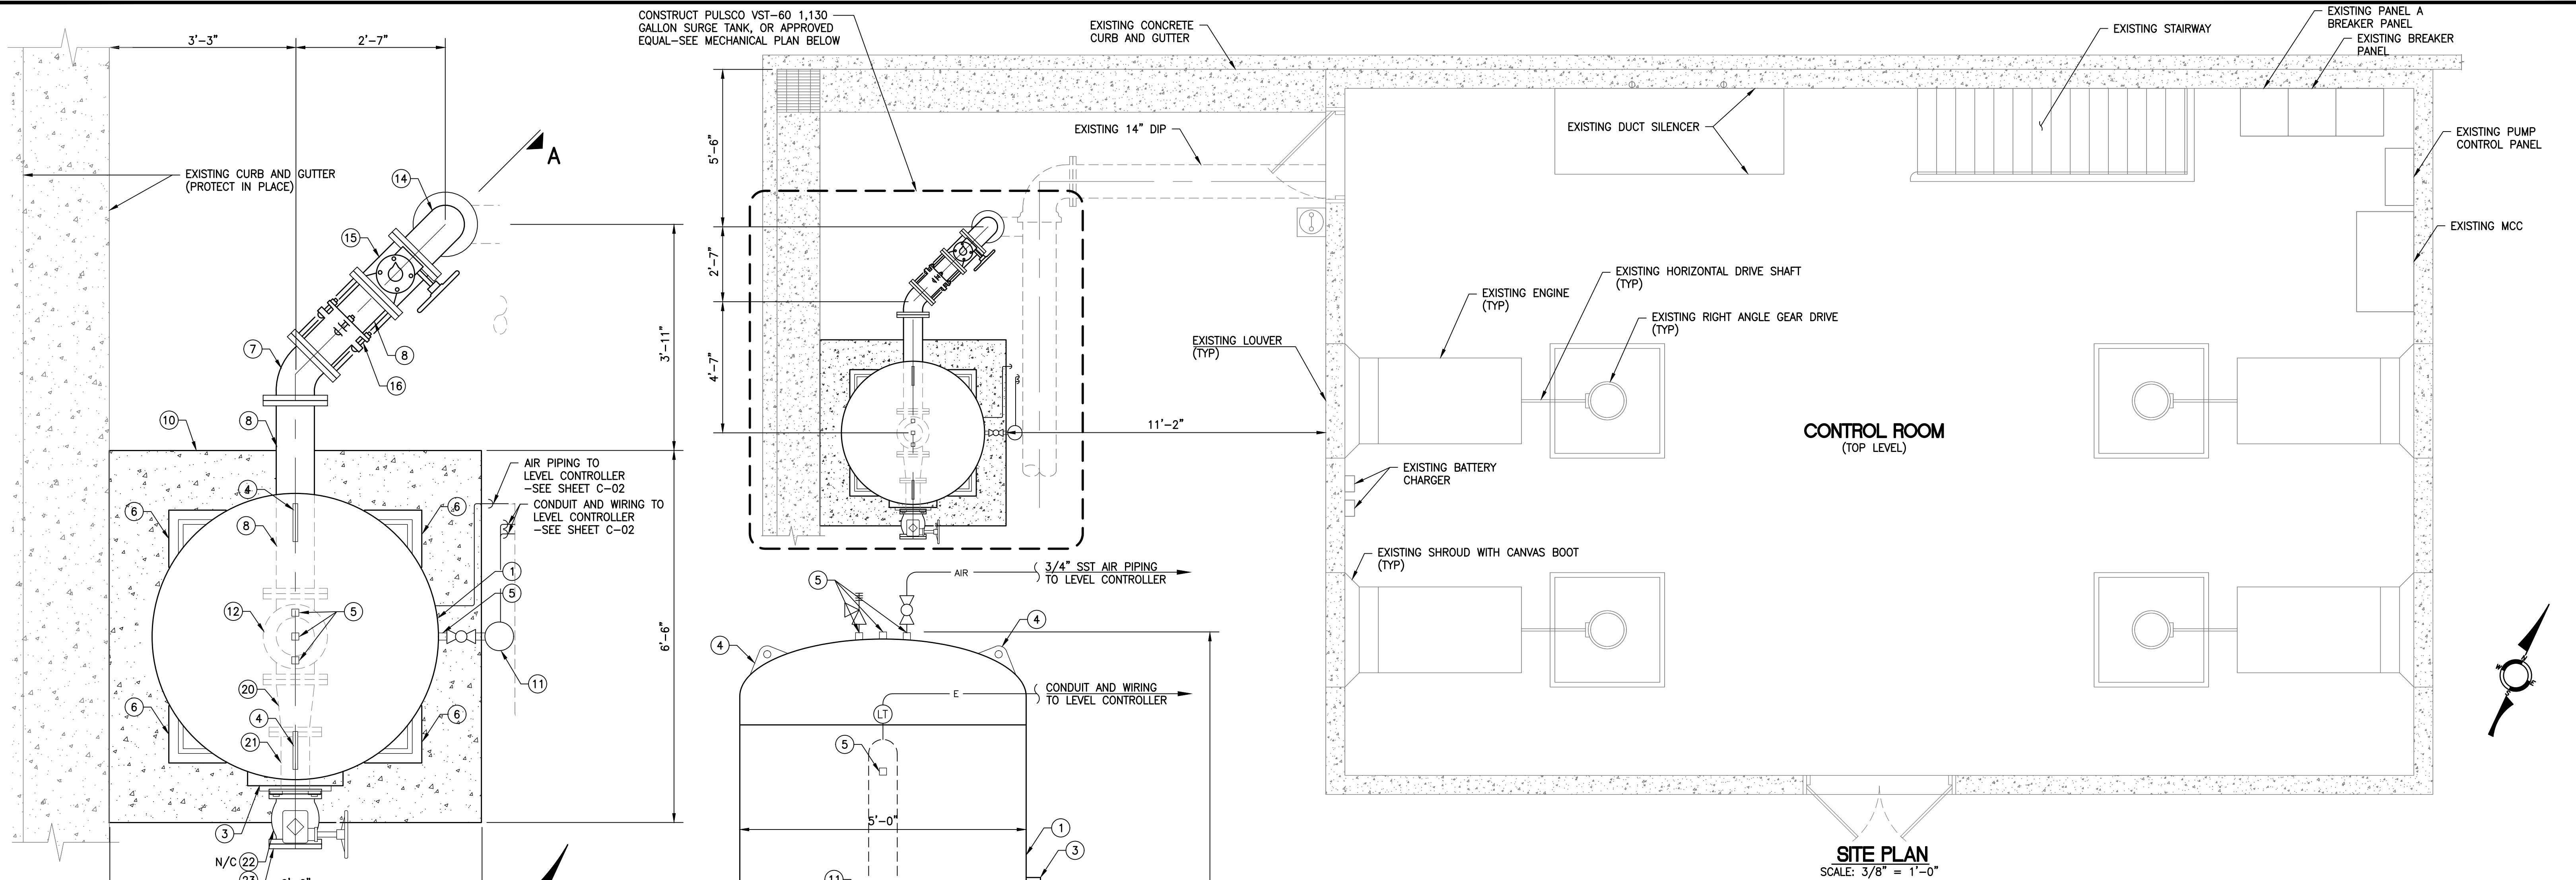 3'-3"
2'-7"
EXISTING CURB AND GUTTER
(PROTECT IN PLACE)
A
14
15
7
8
16
3'-11"
10
8
4
6
8
6
AIR PIPING TO
LEVEL CONTROLLER
-SEE SHEET C-02
CONDUIT AND WIRING TO
LEVEL CONTROLLER
-SEE SHEET C-02
1
5
12
5
6'-6"
11
20
6
4
6
21
3
N/C 22
23
CONSTRUCT PULSCO VST-60 1,130
GALLON SURGE TANK, OR APPROVED
EQUAL-SEE MECHANICAL PLAN BELOW
EXISTING CONCRETE
CURB AND GUTTER
5'-6"
EXISTING 14" DIP
2'-7"
4'-7"
11'-2"
EXISTING LOUVER
(TYP)
5
AIR
3/4" SST AIR PIPING
TO LEVEL CONTROLLER
4
4
E
CONDUIT AND WIRING
TO LEVEL CONTROLLER
LT
5
5'-0"
1
3
11
EXISTING STAIRWAY
EXISTING PANEL A
BREAKER PANEL
EXISTING BREAKER
PANEL
EXISTING DUCT SILENCER
EXISTING PUMP
CONTROL PANEL
EXISTING MCC
EXISTING HORIZONTAL DRIVE SHAFT
(TYP)
EXISTING ENGINE
(TYP)
EXISTING RIGHT ANGLE GEAR DRIVE
(TYP)
CONTROL ROOM
(TOP LEVEL)
EXISTING BATTERY
CHARGER
EXISTING SHROUD WITH CANVAS BOOT
(TYP)
SITE PLAN
SCALE: 3/8" = 1'-0"